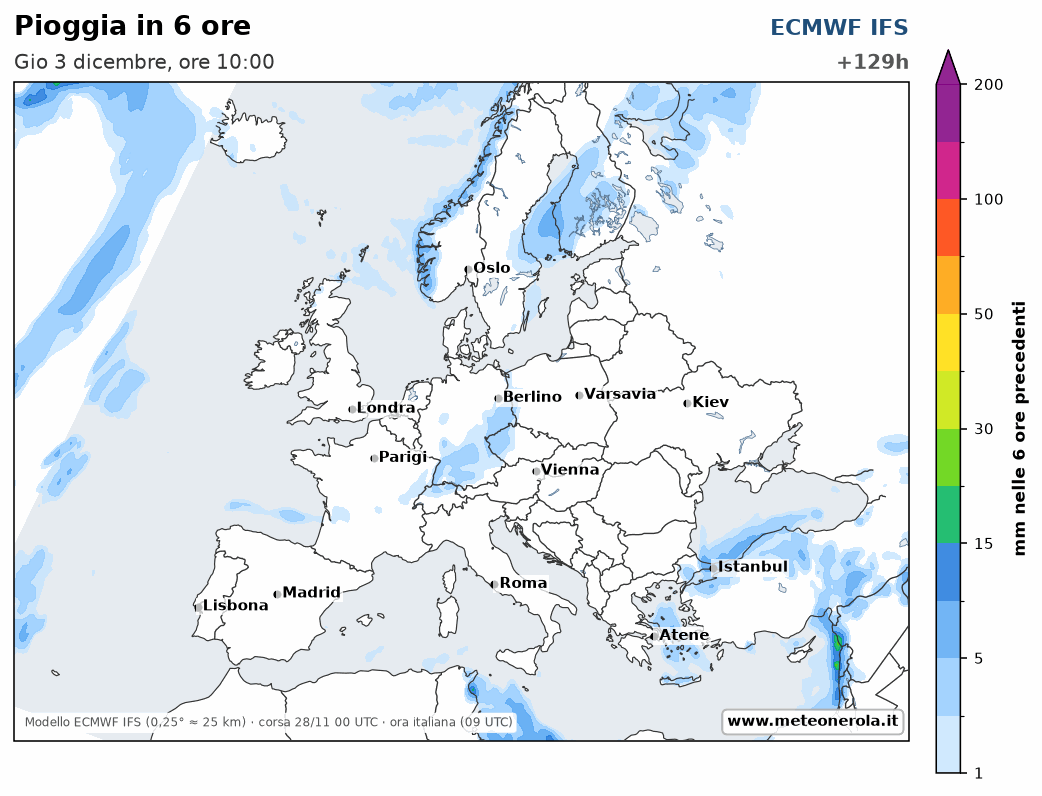 Pioggia in 6 ore
ECMWF IFS
Gio 3 dicembre, ore 10:00
+129h
200
100
50
30
15
5
1
mm nelle 6 ore precedenti
Oslo
Berlino
Varsavia
Kiev
Londra
Parigi
Vienna
Istanbul
Roma
Madrid
Lisbona
Atene
Modello ECMWF IFS (0,25° ≈ 25 km) · corsa 28/11 00 UTC · ora italiana (09 UTC)
www.meteonerola.it